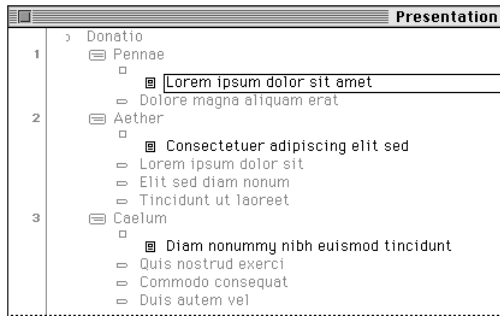 Presentation
Donatio
1 Pennae
Lorem ipsum dolor sit amet
Dolore magna aliquam erat
2 Aether
Consectetuer adipiscing elit sed
Lorem ipsum dolor sit
Elit sed diam nonum
Tincidunt ut laoreet
3 Caelum
Diam nonummy nibh euismod tincidunt
Quis nostrud exerci
Commodo consequat
Duis autem vel